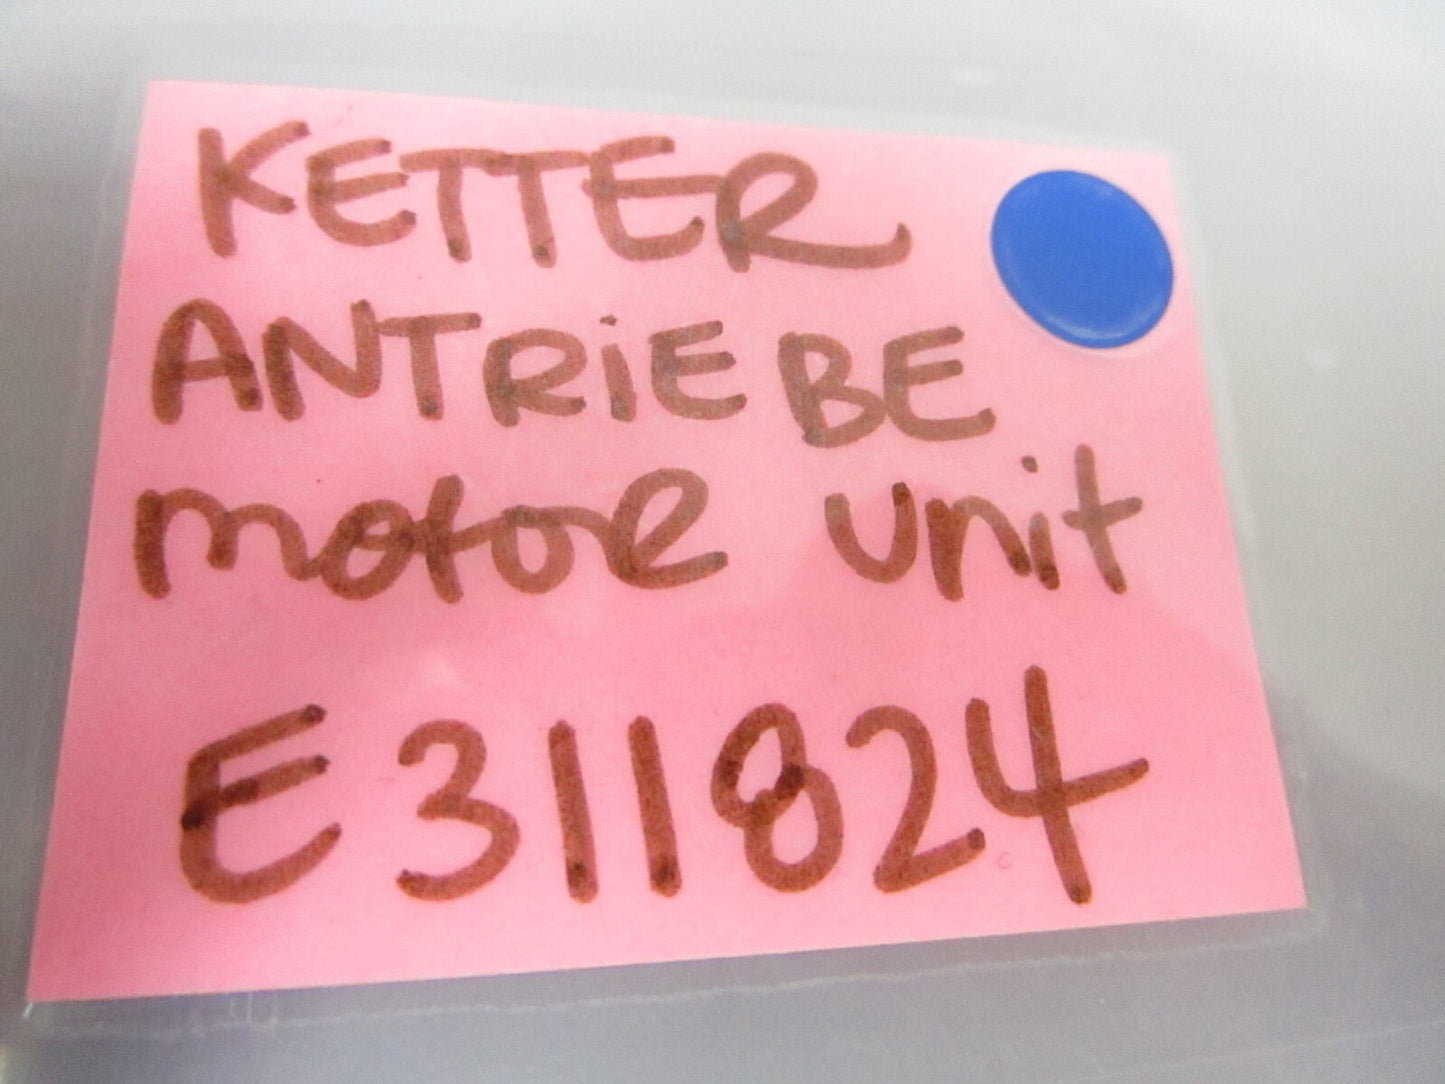 KETTER
ANTRiEBE
motoR unit
E311824